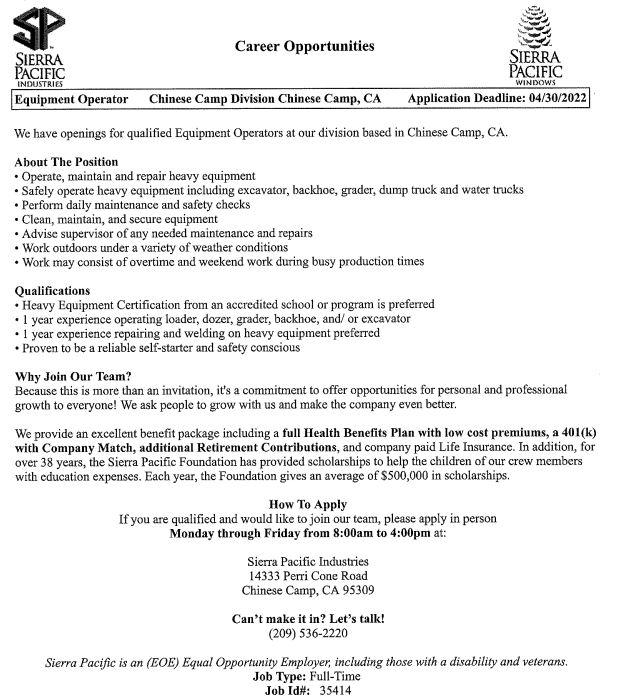 SP
SIERRA
PACIFIC
INDUSTRIES
Career Opportunities
SIERRA
PACIFIC
WINDOWS
Equipment Operator Chinese Camp Division Chinese Camp, CA Application Deadline: 04/30/2022
We have openings for qualified Equipment Operators at our division based in Chinese Camp, CA.
About The Position
• Operate, maintain and repair heavy equipment
• Safely operate heavy equipment including excavator, backhoe, grader, dump truck and water trucks
• Perform daily maintenance and safety checks
• Clean, maintain, and secure equipment
• Advise supervisor of any needed maintenance and repairs
• Work outdoors under a variety of weather conditions
• Work may consist of overtime and weekend work during busy production times
Qualifications
• Heavy Equipment Certification from an accredited school or program is preferred
• 1 year experience operating loader, dozer, grader, backhoe, and/ or excavator
• 1 year experience repairing and welding on heavy equipment preferred
• Proven to be a reliable self-starter and safety conscious
Why Join Our Team?
Because this is more than an invitation, it's a commitment to offer opportunities for personal and professional
growth to everyone! We ask people to grow with us and make the company even better.
We provide an excellent benefit package including a full Health Benefits Plan with low cost premiums, a 401(k)
with Company Match, additional Retirement Contributions, and company paid Life Insurance. In addition, for
over 38 years, the Sierra Pacific Foundation has provided scholarships to help the children of our crew members
with education expenses. Each year, the Foundation gives an average of $500,000 in scholarships.
How To Apply
If you are qualified and would like to join our team, please apply in person
Monday through Friday from 8:00am to 4:00pm at:
Sierra Pacific Industries
14333 Perri Cone Road
Chinese Camp, CA 95309
Can't make it in? Let's talk!
(209) 536-2220
Sierra Pacific is an (EOE) Equal Opportunity Employer, including those with a disability and veterans.
Job Type: Full-Time
Job Id#: 35414